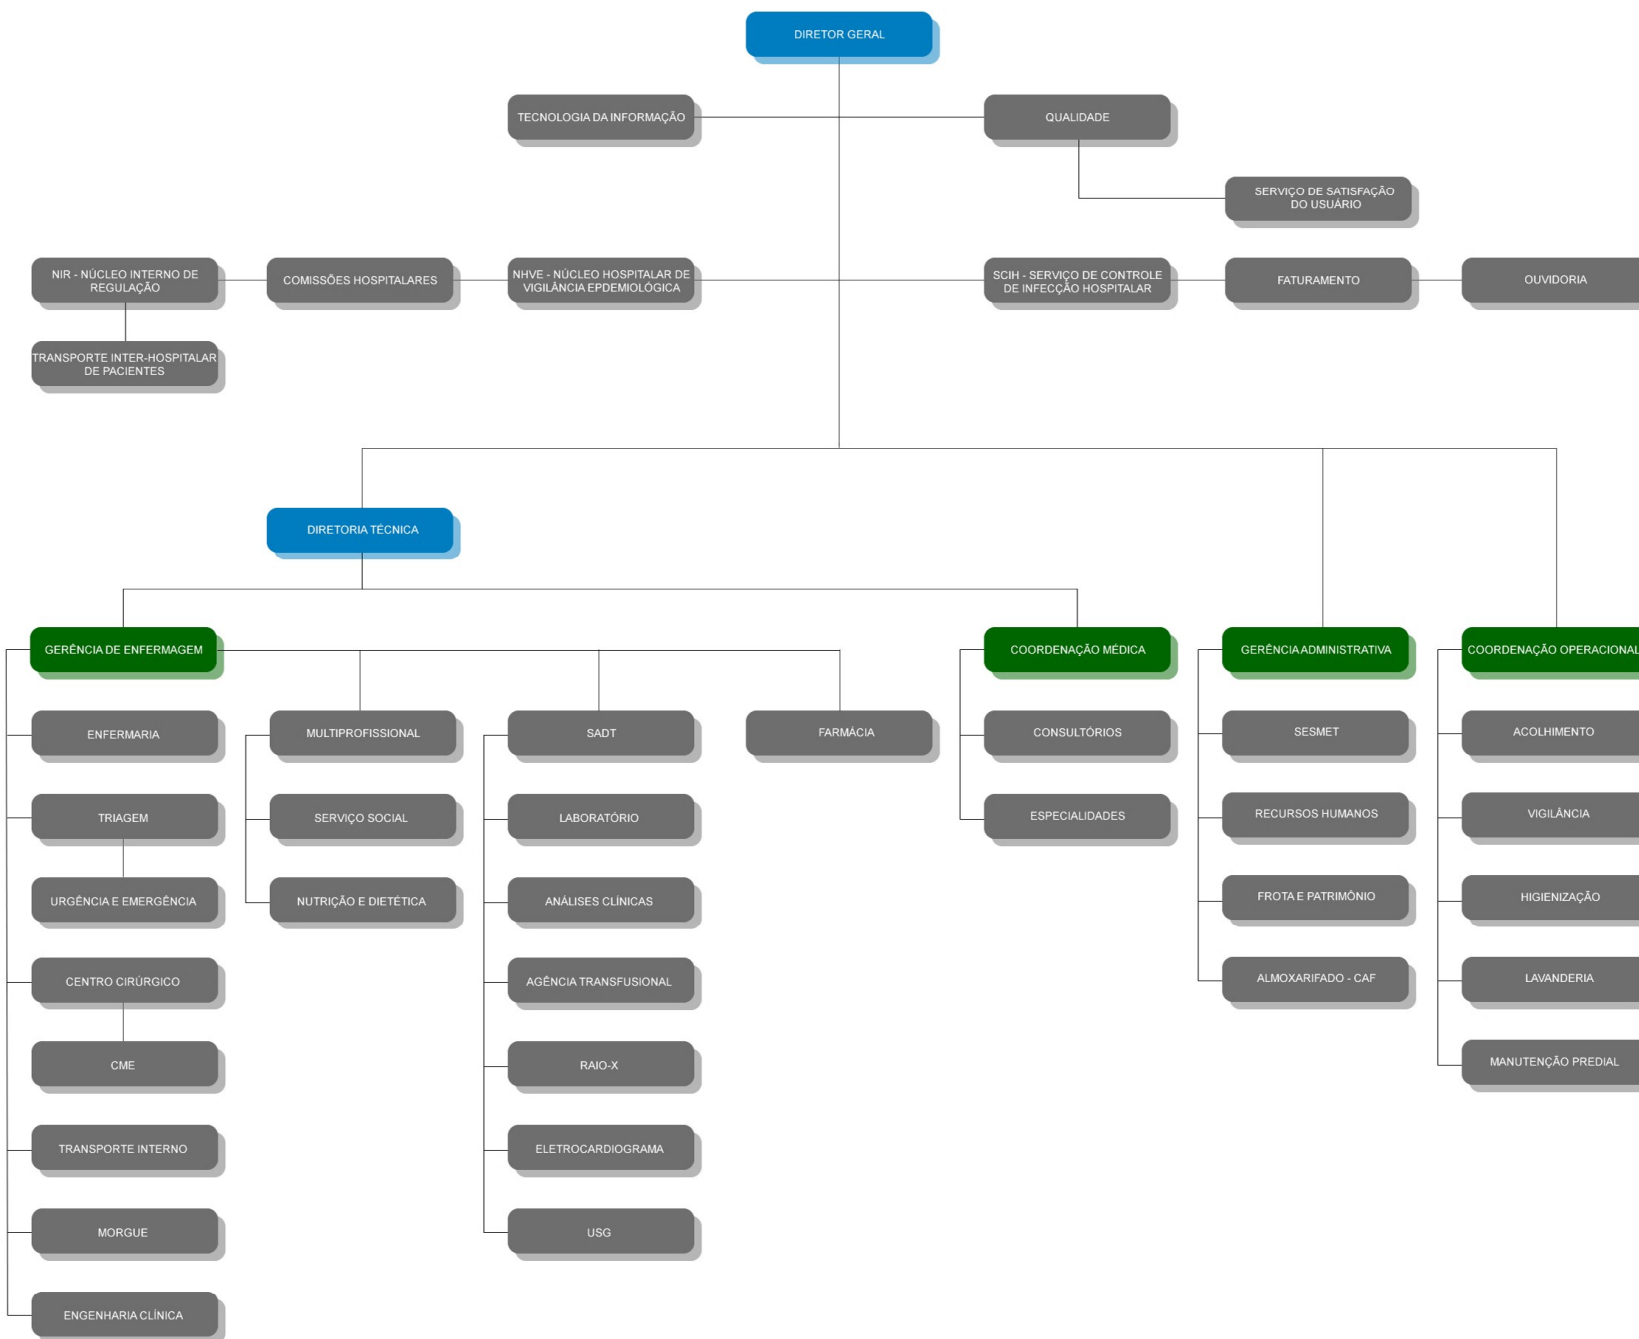 DIRETOR GERAL
TECNOLOGIA DA INFORMAÇÃO
QUALIDADE
SERVIÇO DE SATISFAÇÃO
DO USUÁRIO
NIR - NÚCLEO INTERNO DE
REGULAÇÃO
COMISSÕES HOSPITALARES
NHVE - NÚCLEO HOSPITALAR DE
VIGILÂNCIA EPDEMIOLÓGICA
SCIH - SERVIÇO DE CONTROLE
DE INFECÇÃO HOSPITALAR
FATURAMENTO
OUVIDORIA
TRANSPORTE INTER-HOSPITALAR
DE PACIENTES
DIRETORIA TÉCNICA
GERÊNCIA DE ENFERMAGEM
COORDENAÇÃO MÉDICA
GERÊNCIA ADMINISTRATIVA
COORDENAÇÃO OPERACIONAL
ENFERMARIA
MULTIPROFISSIONAL
SADT
FARMÁCIA
CONSULTÓRIOS
SESMET
ACOLHIMENTO
TRIAGEM
SERVIÇO SOCIAL
LABORATÓRIO
ESPECIALIDADES
RECURSOS HUMANOS
VIGILÂNCIA
URGÊNCIA E EMERGÊNCIA
NUTRIÇÃO E DIETÉTICA
ANÁLISES CLÍNICAS
FROTA E PATRIMÔNIO
HIGIENIZAÇÃO
CENTRO CIRÚRGICO
AGÊNCIA TRANSFUSIONAL
ALMOXARIFADO - CAF
LAVANDERIA
CME
RAIO-X
MANUTENÇÃO PREDIAL
TRANSPORTE INTERNO
ELETROCARDIOGRAMA
MORGUE
USG
ENGENHARIA CLÍNICA